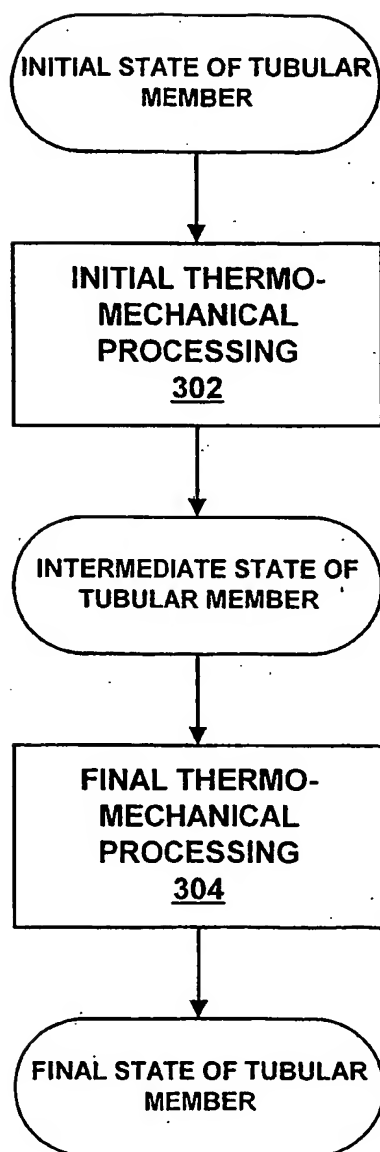 INITIAL STATE OF TUBULAR
MEMBER
INITIAL THERMO-
MECHANICAL
PROCESSING
302
INTERMEDIATE STATE OF
TUBULAR MEMBER
FINAL THERMO-
MECHANICAL
PROCESSING
304
FINAL STATE OF TUBULAR
MEMBER